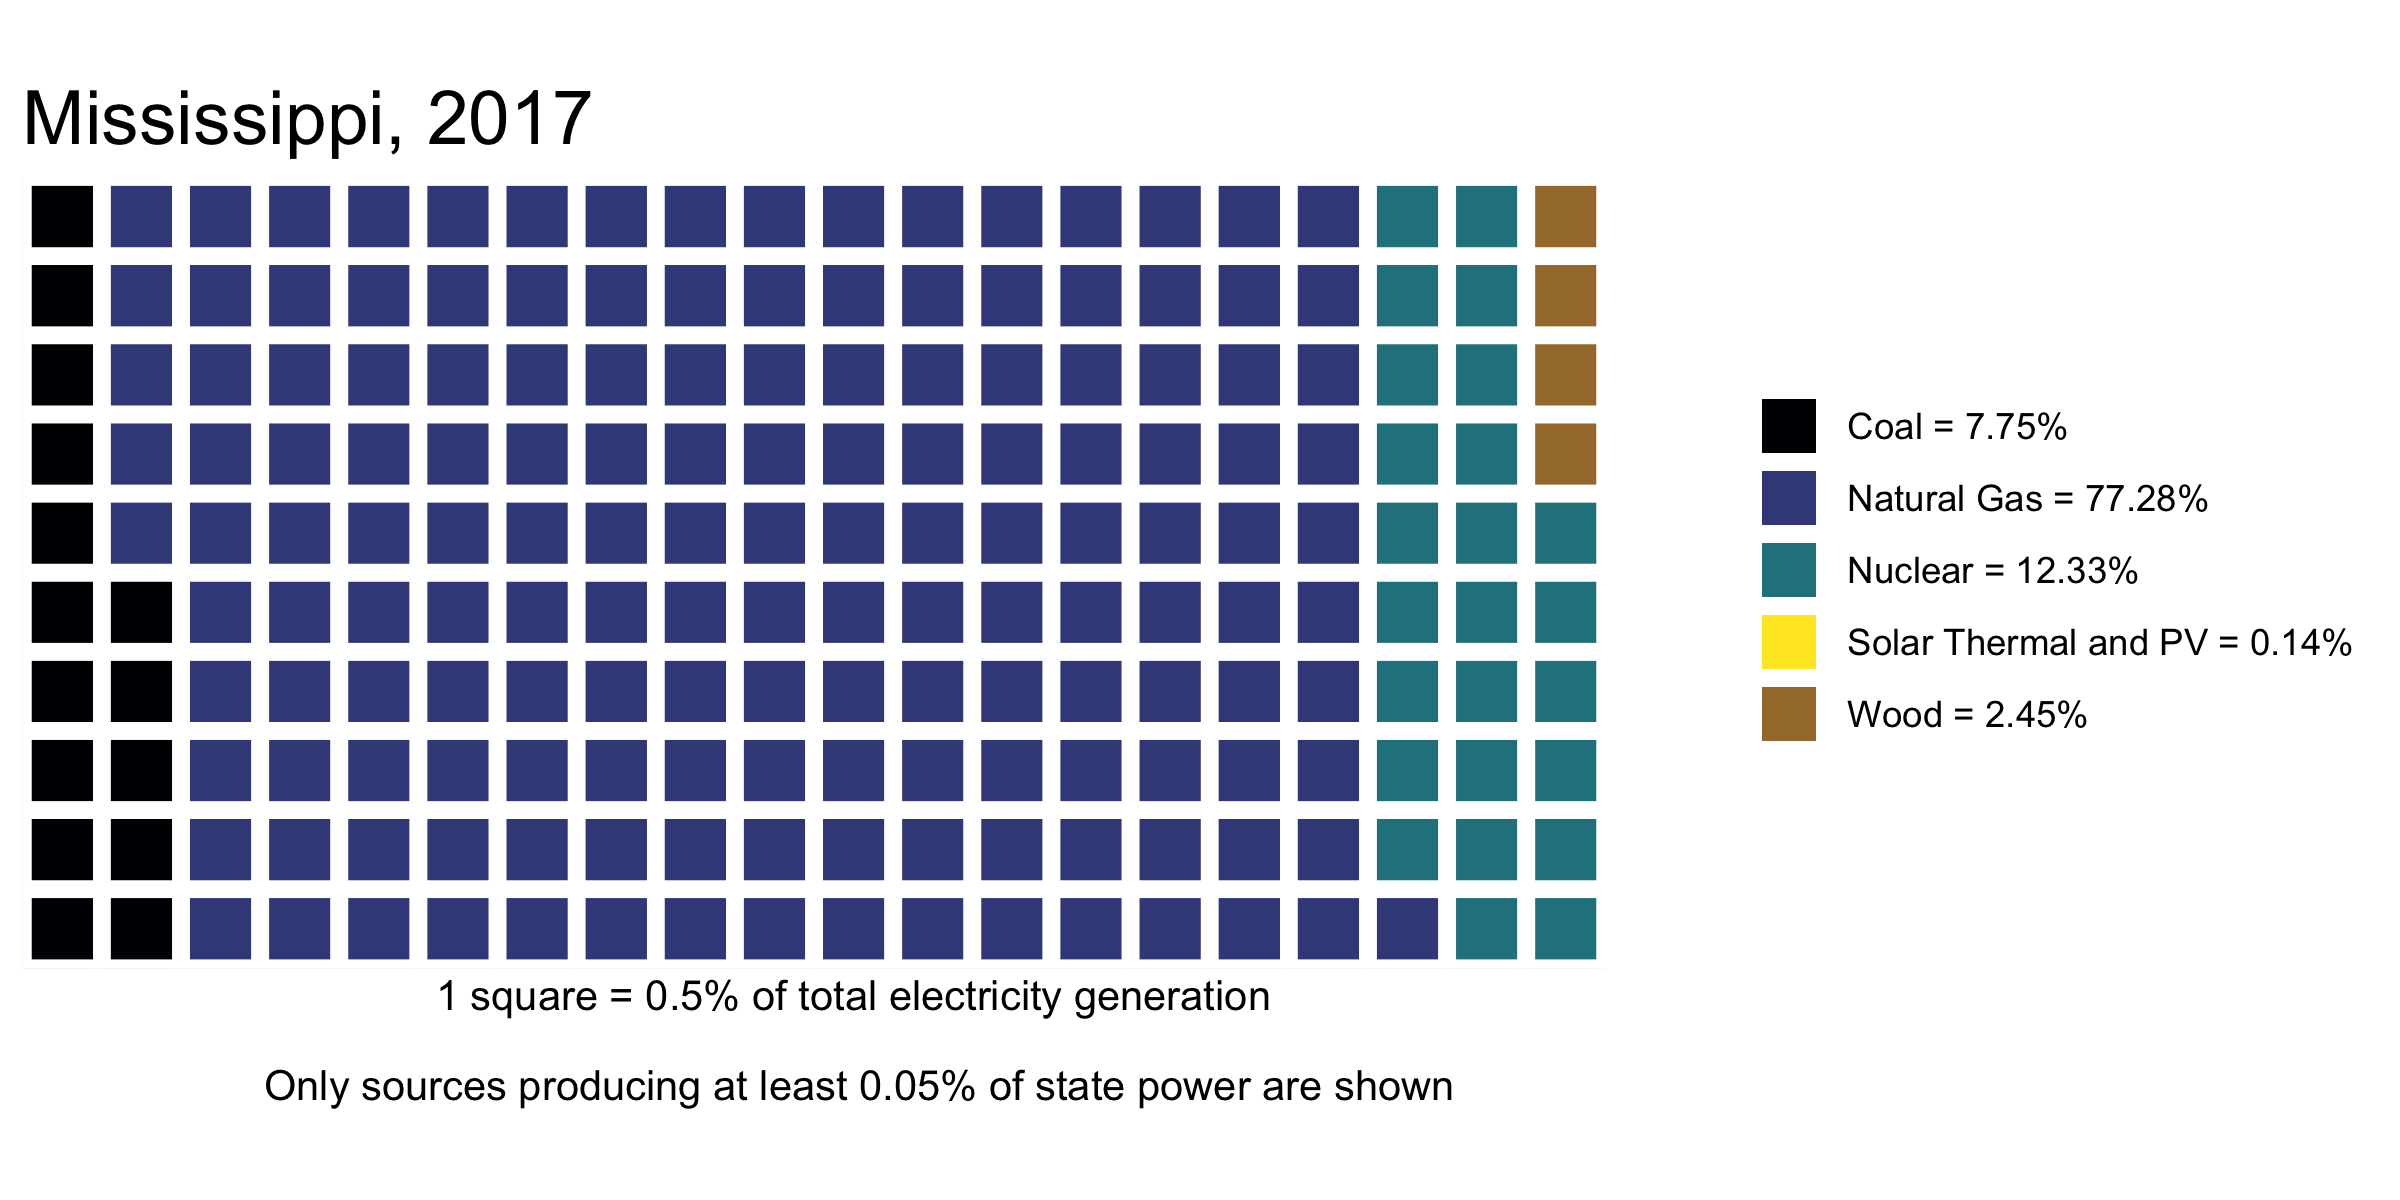 Mississippi, 2017
Coal = 7.75%
Natural Gas = 77.28%
Nuclear = 12.33%
Solar Thermal and PV = 0.14%
Wood = 2.45%
1 square = 0.5% of total electricity generation
Only sources producing at least 0.05% of state power are shown